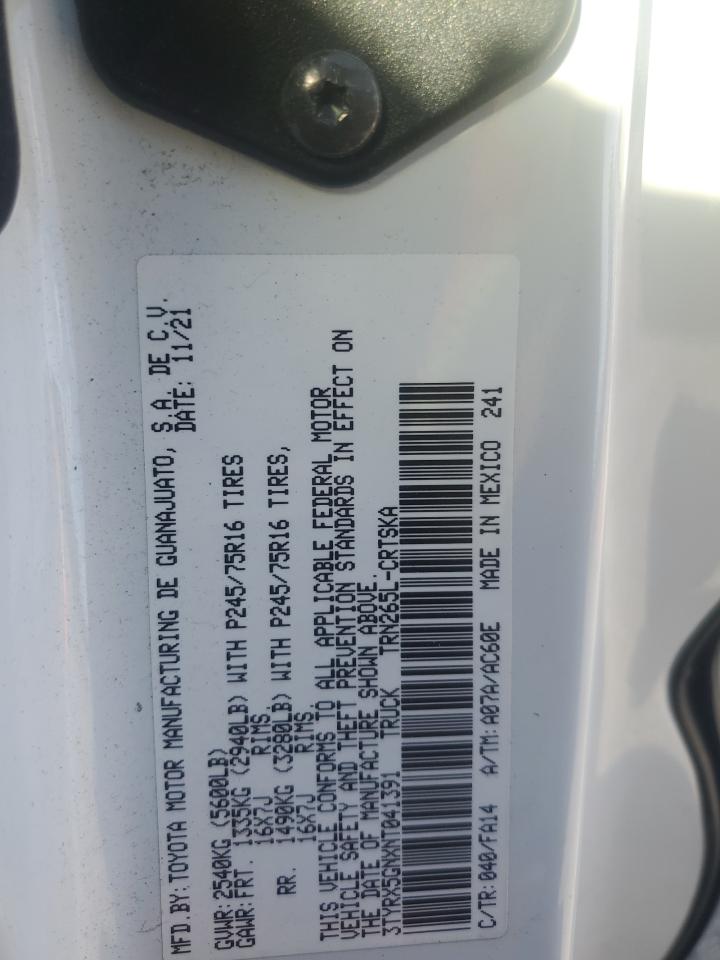 MFD.BY:TOYOTA MOTOR MANUFACTURING DE GUANAJUATO, S.A. DE C.V.
DATE: 11/21
GVWR:2540KG (5600LB)
GAWR:FRT. 1335KG (2940LB) WITH P245/75R16 TIRES
16X7J RIMS
RR. 1490KG (3280LB) WITH P245/75R16 TIRES,
16X7J RIMS,
THIS VEHICLE CONFORMS TO ALL APPLICABLE FEDERAL MOTOR
VEHICLE SAFETY AND THEFT PREVENTION STANDARDS IN EFFECT ON
THE DATE OF MANUFACTURE SHOWN ABOVE.
3TYRX5GNXNT041391 TRUCK TRN265L-CRTSKA
C/TR:040/FA14 A/TM:A07A/AC60E MADE IN MEXICO 241